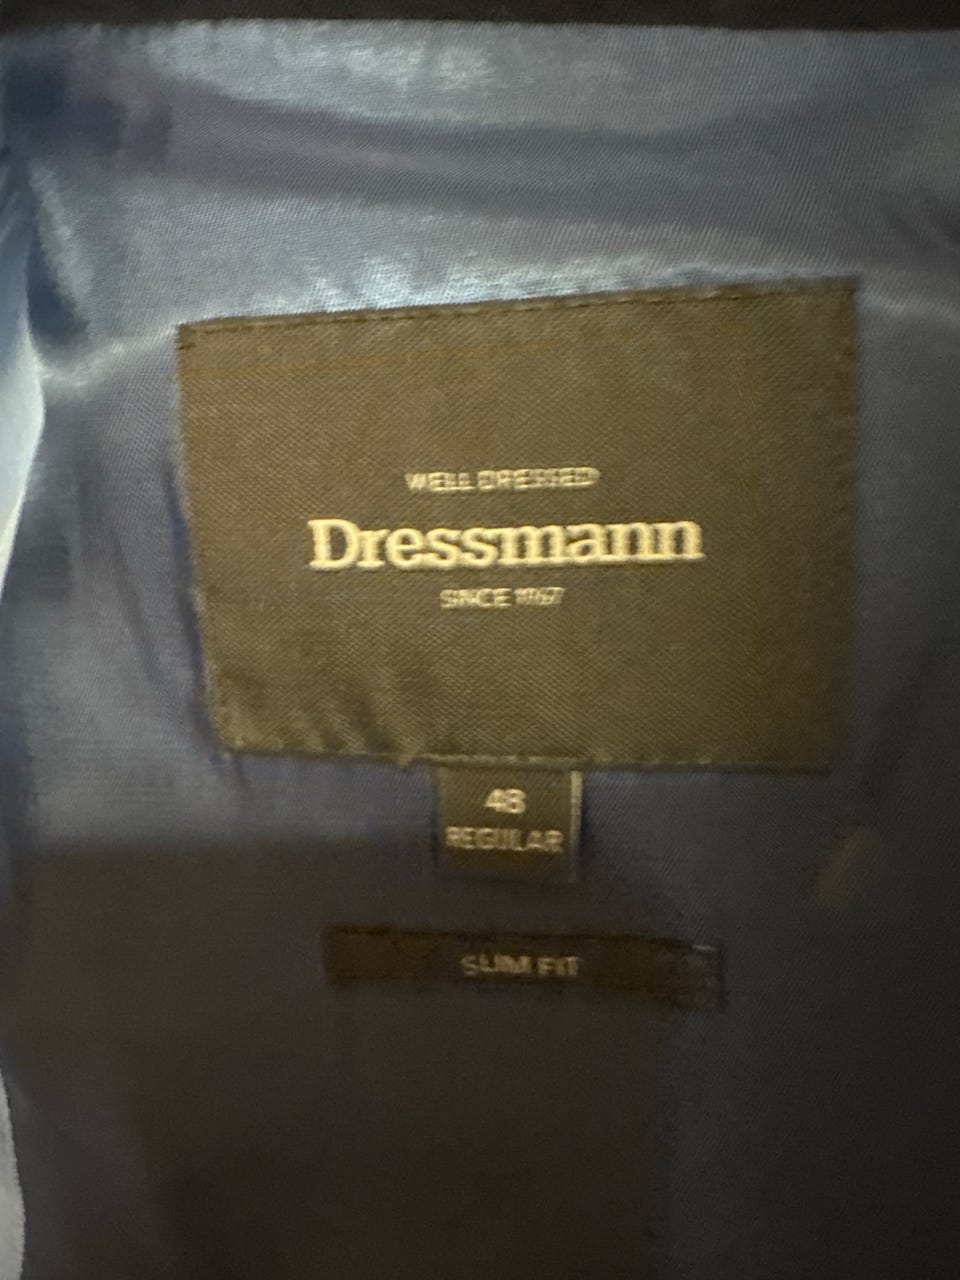 WELL DRESSED
Dressmann
SINCE 1967
48
REGULAR
SLIM FIT